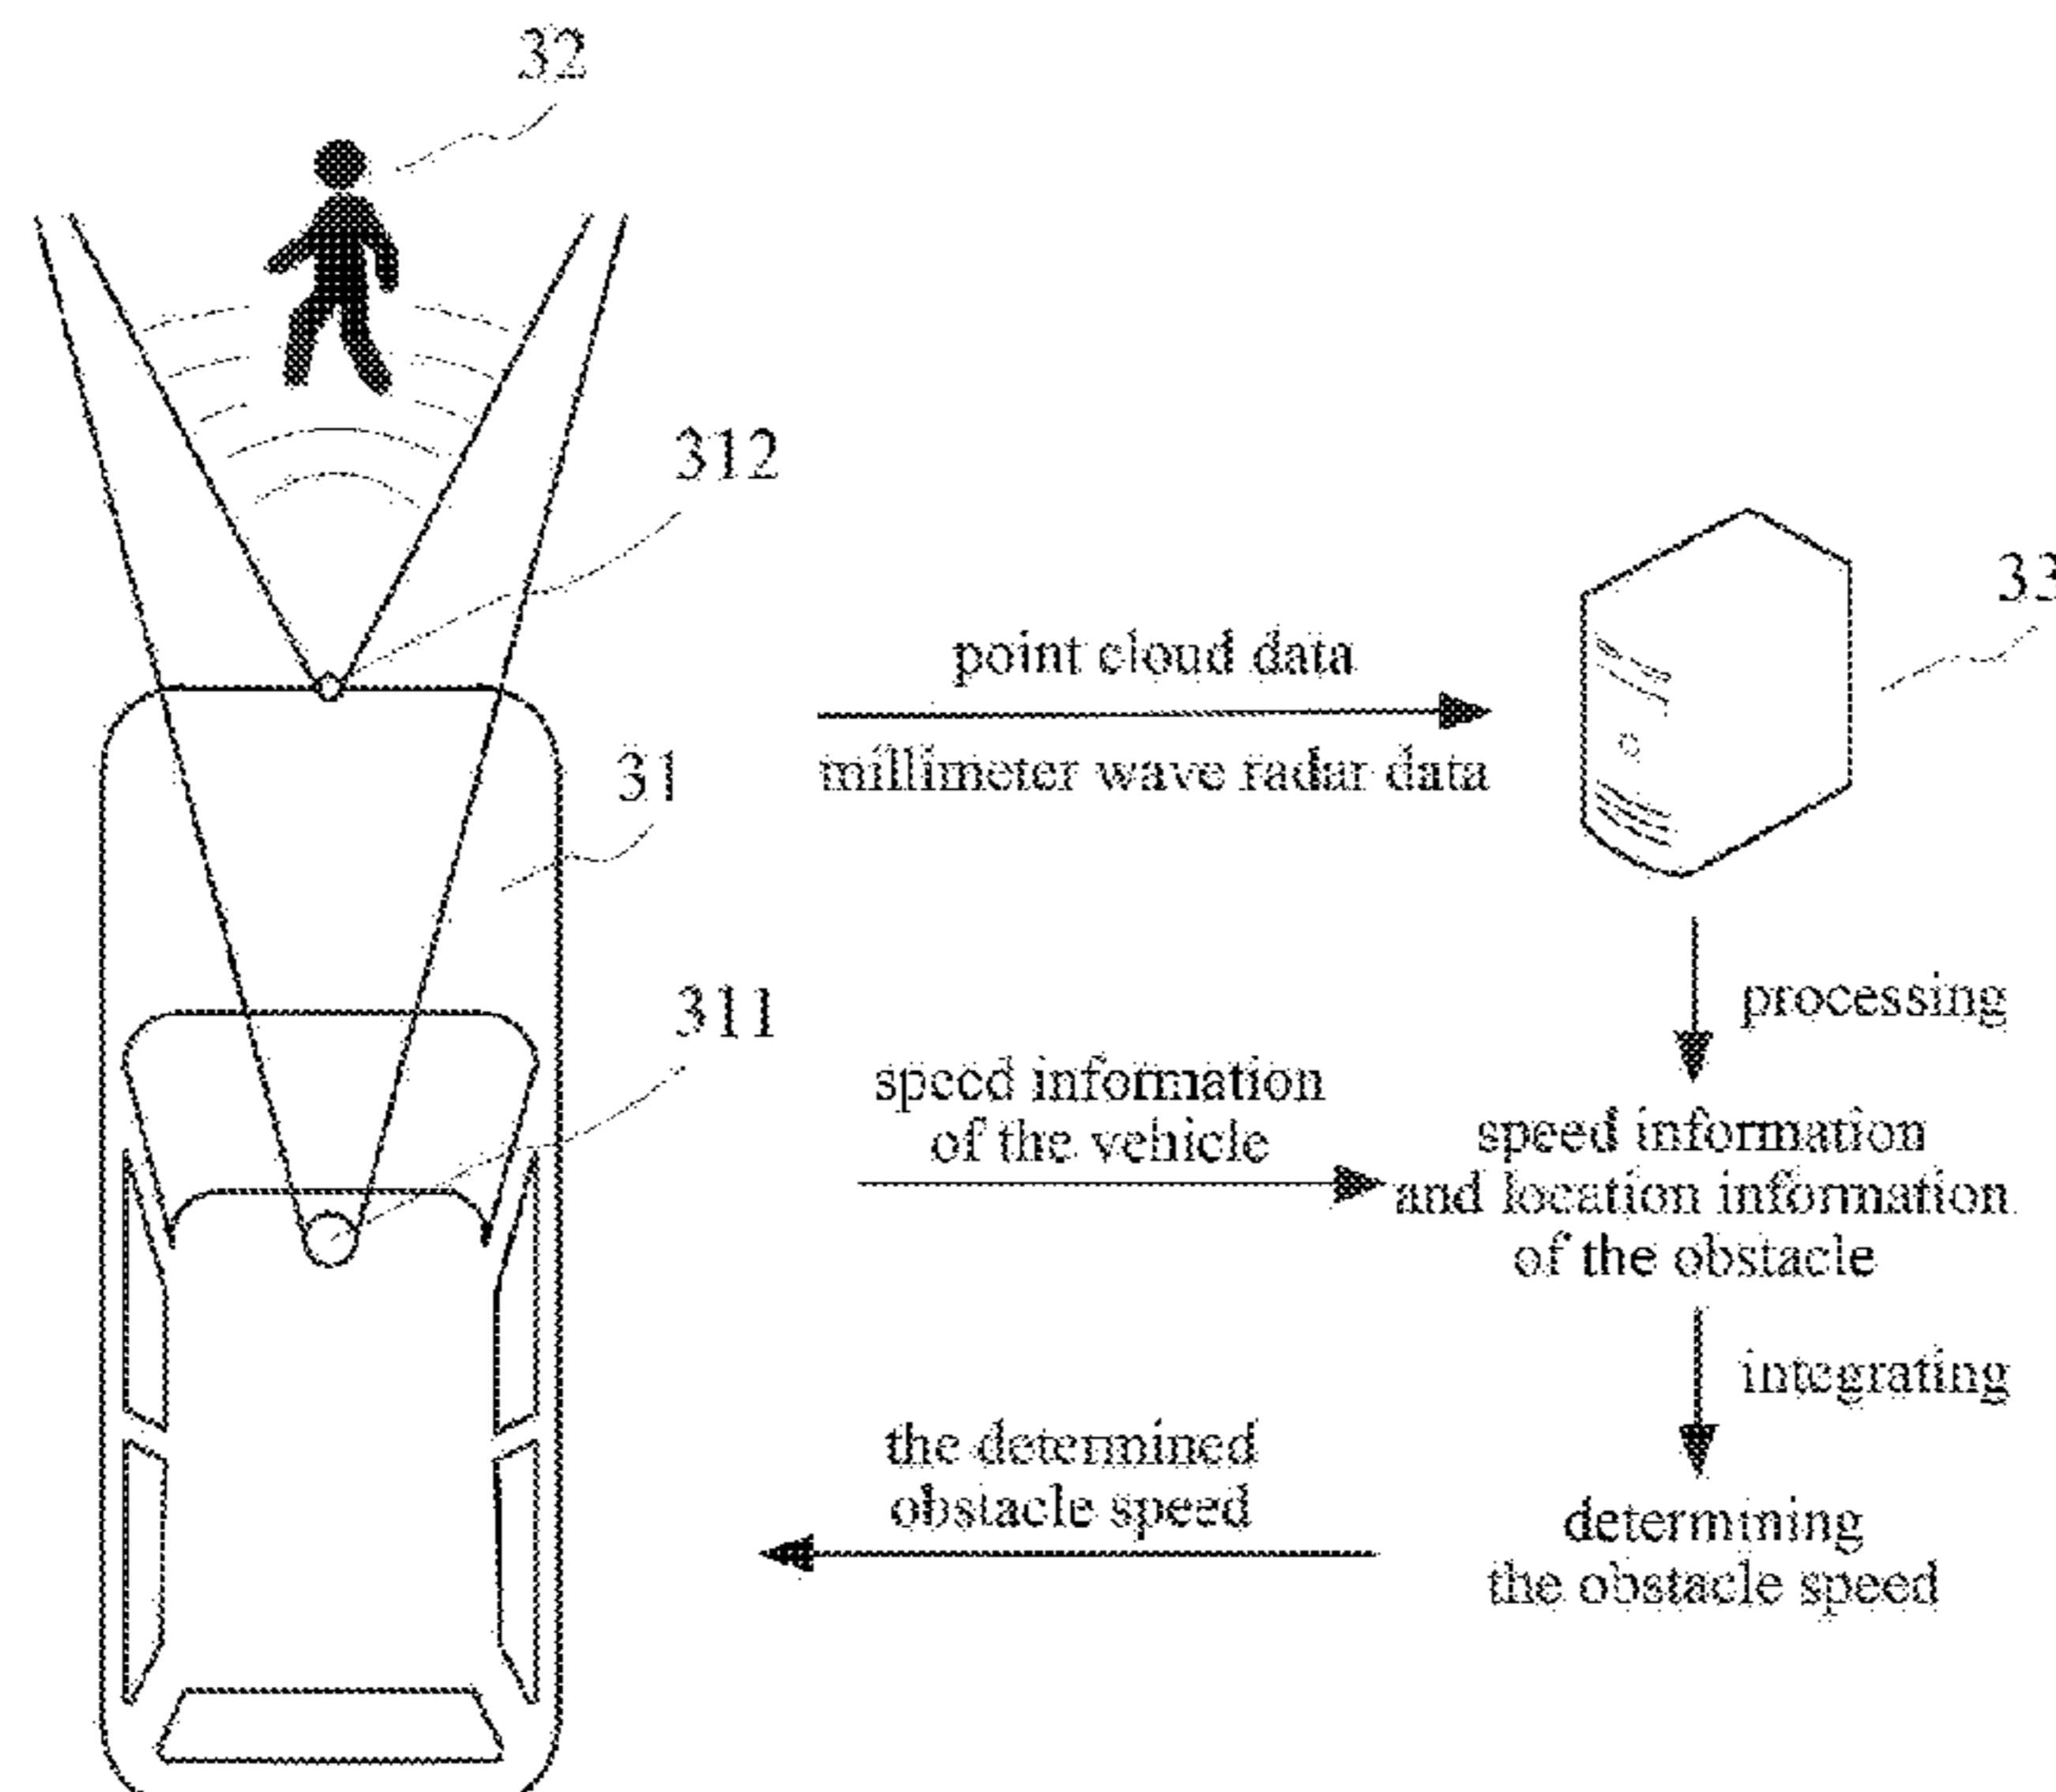 32
312
33
point cloud data
millimeter wave radar data
31
processing
311
speed information
of the vehicle
speed information
and location information
of the obstacle
integrating
the determined
obstacle speed
determining
the obstacle speed